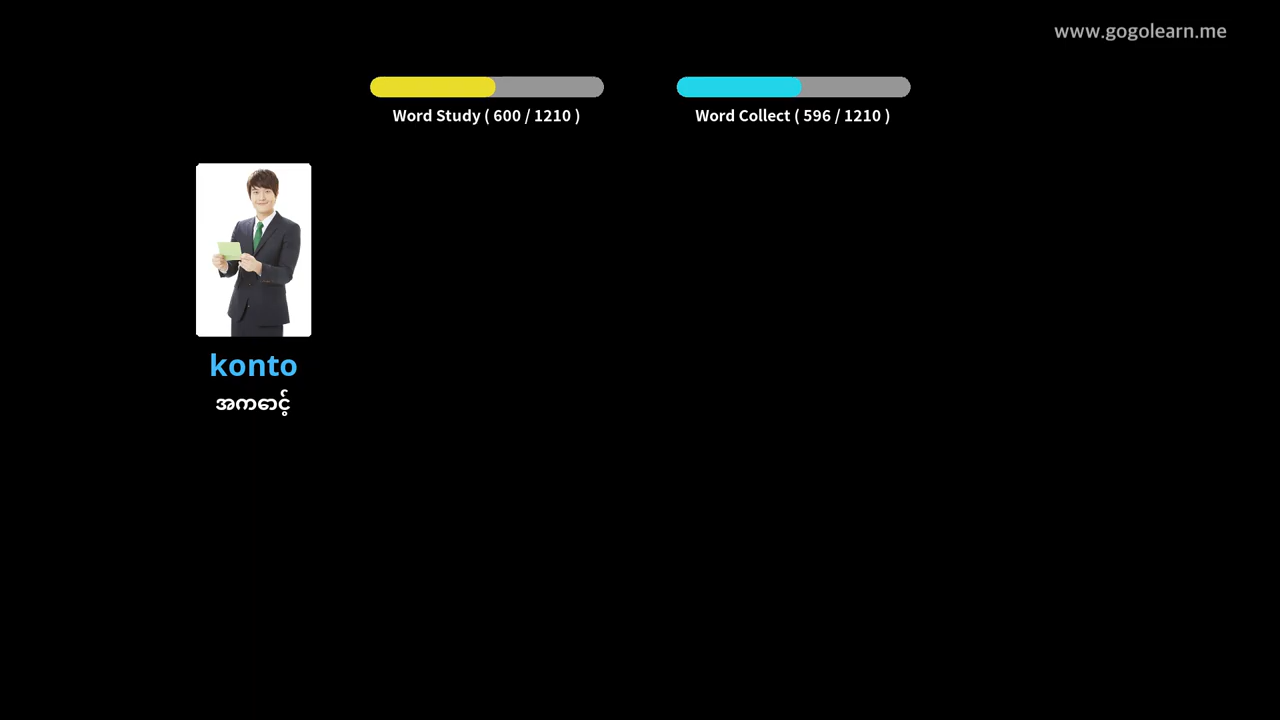 www.gogolearn.me
Word Study ( 600 / 1210 )
Word Collect ( 596 / 1210 )
konto
အကောင့်